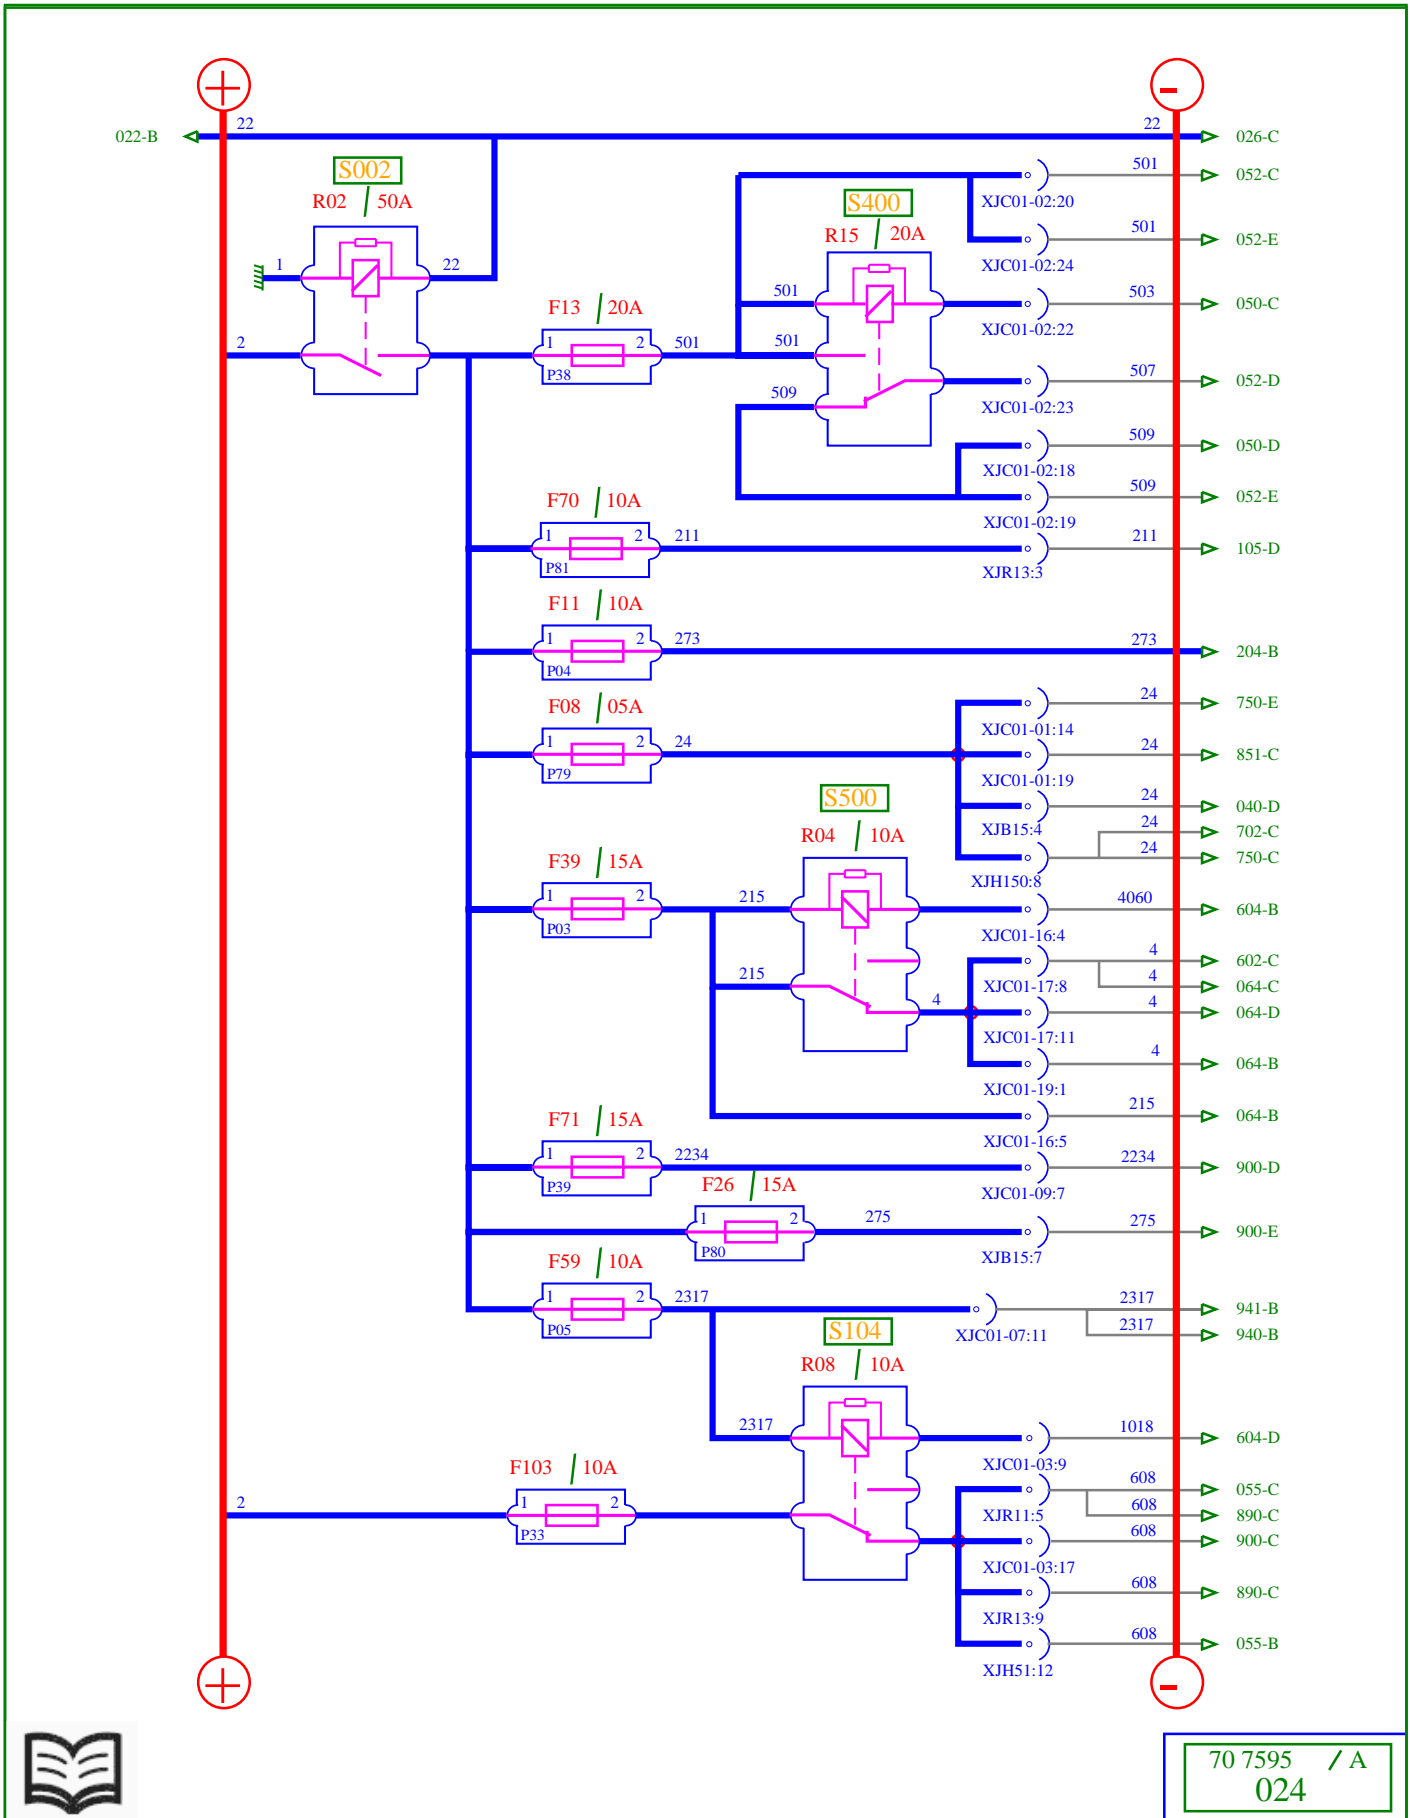 022-B
22
22
026-C
S002
R02 / 50A
1
22
2
S400
R15 / 20A
501
XJC01-02:20
052-C
501
XJC01-02:24
052-E
501
503
XJC01-02:22
050-C
F13 / 20A
1
2
P38
501
501
509
507
XJC01-02:23
052-D
509
XJC01-02:18
050-D
509
XJC01-02:19
052-E
F70 / 10A
1
2
P81
211
XJR13:3
211
105-D
F11 / 10A
1
2
P04
273
273
204-B
F08 / 05A
1
2
P79
24
24
XJC01-01:14
750-E
24
XJC01-01:19
851-C
24
XJB15:4
040-D
24
702-C
24
XJH150:8
750-C
S500
R04 / 10A
F39 / 15A
1
2
P03
215
215
4
4060
XJC01-16:4
604-B
4
XJC01-17:8
602-C
4
064-C
4
XJC01-17:11
064-D
4
XJC01-19:1
064-B
215
XJC01-16:5
064-B
F71 / 15A
1
2
P39
2234
2234
XJC01-09:7
900-D
F26 / 15A
1
2
P80
275
275
XJB15:7
900-E
F59 / 10A
1
2
P05
2317
XJC01-07:11
2317
941-B
2317
940-B
S104
R08 / 10A
2317
1018
XJC01-03:9
604-D
F103 / 10A
2
1
2
P33
608
XJR11:5
055-C
608
890-C
608
XJC01-03:17
900-C
608
XJR13:9
890-C
608
XJH51:12
055-B
70 7595 / A
024